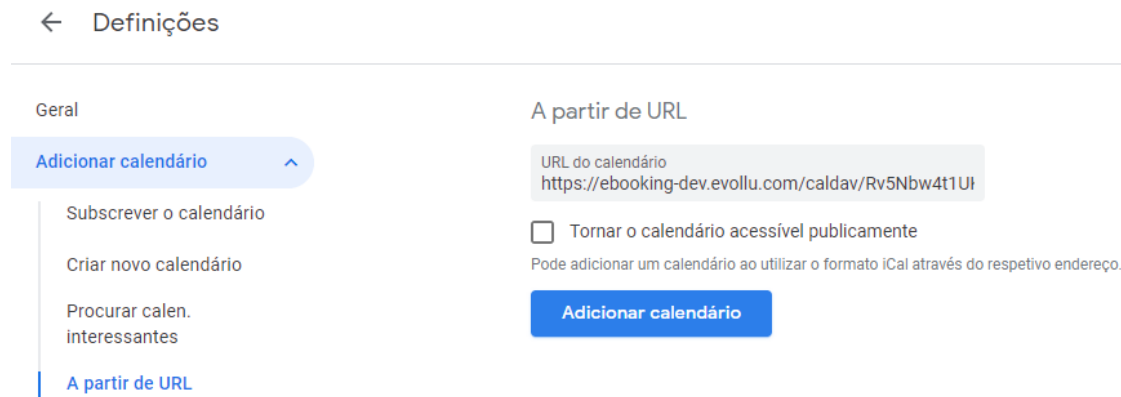 Definições
Geral
Adicionar calendário
Subscrever o calendário
Criar novo calendário
Procurar calen.
interessantes
A partir de URL
A partir de URL
URL do calendário
https://ebooking-dev.evollu.com/caldav/Rv5Nbw4t1U
Tornar o calendário acessível publicamente
Pode adicionar um calendário ao utilizar o formato iCal através do respetivo endereço.
Adicionar calendário